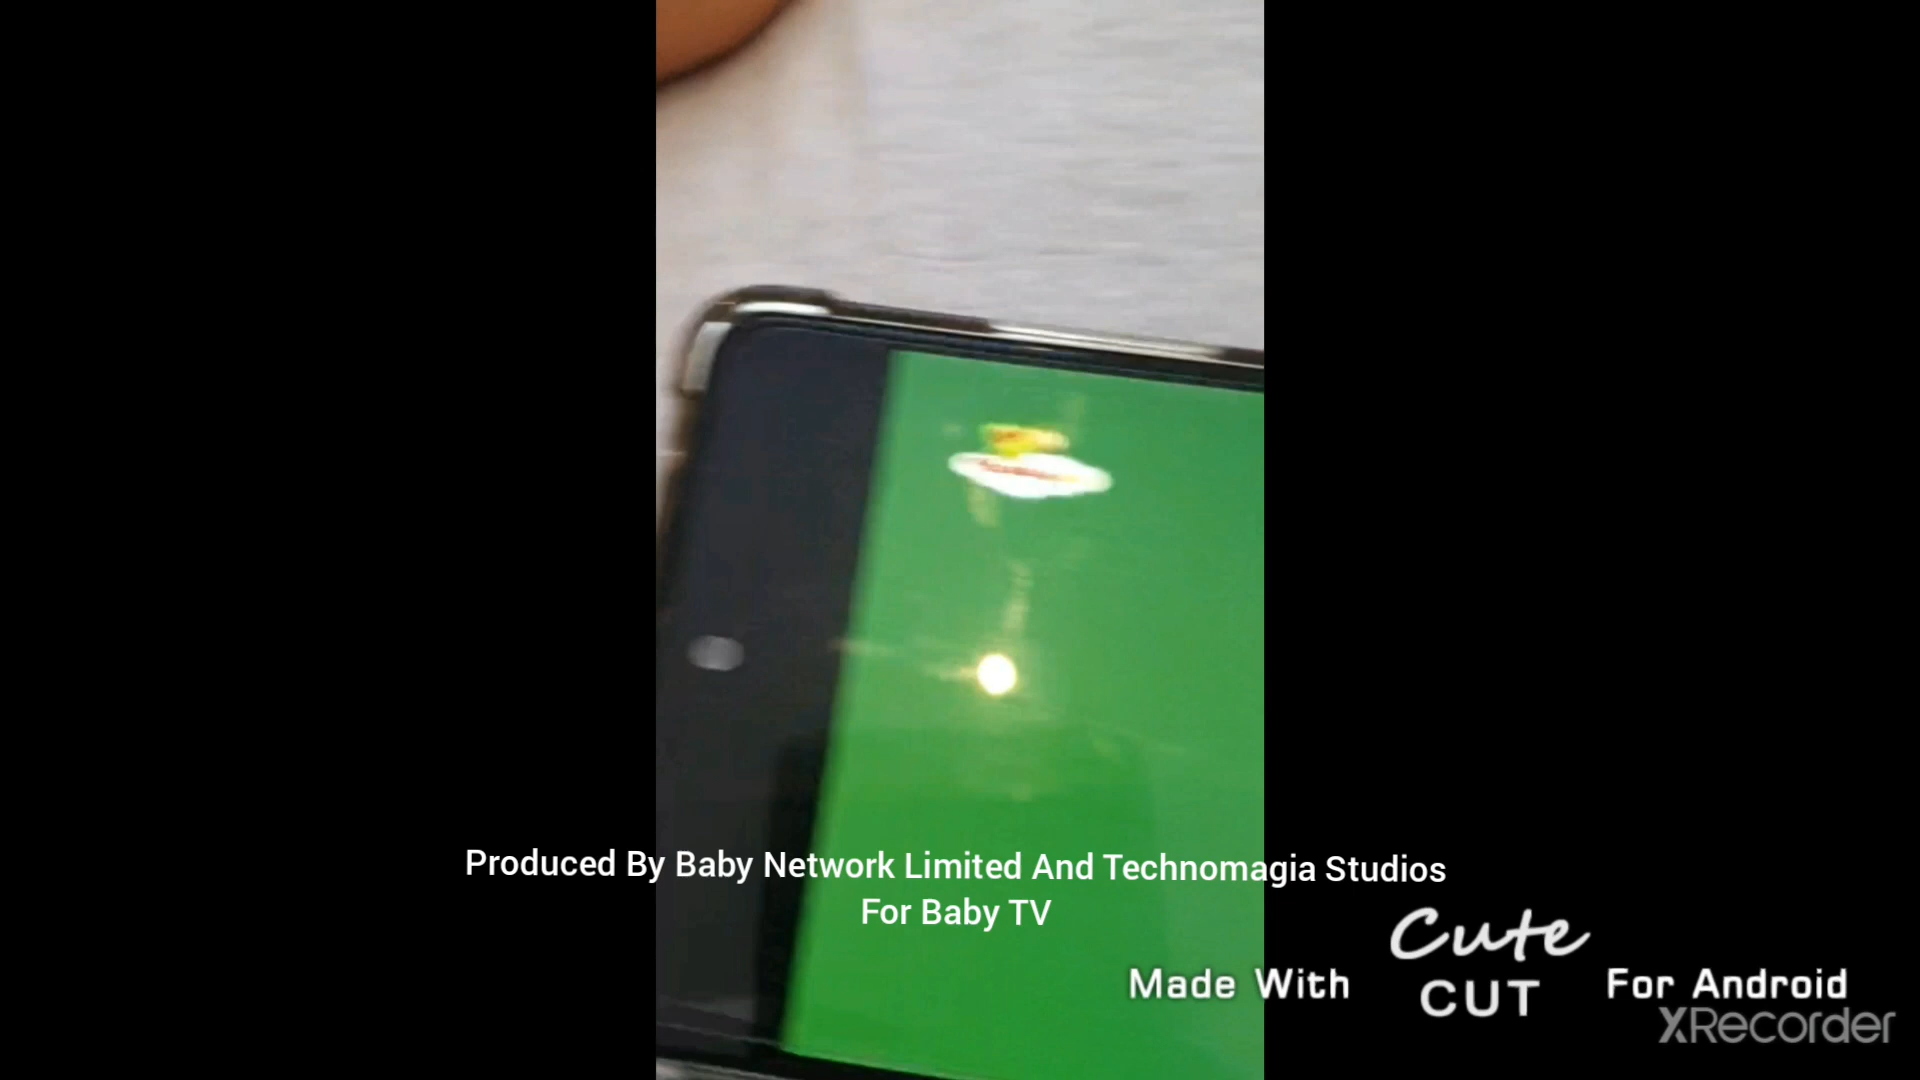 Produced By Baby Network Limited And Technomagia Studios
For Baby TV
Made With Cute CUT For Android
XRecorder